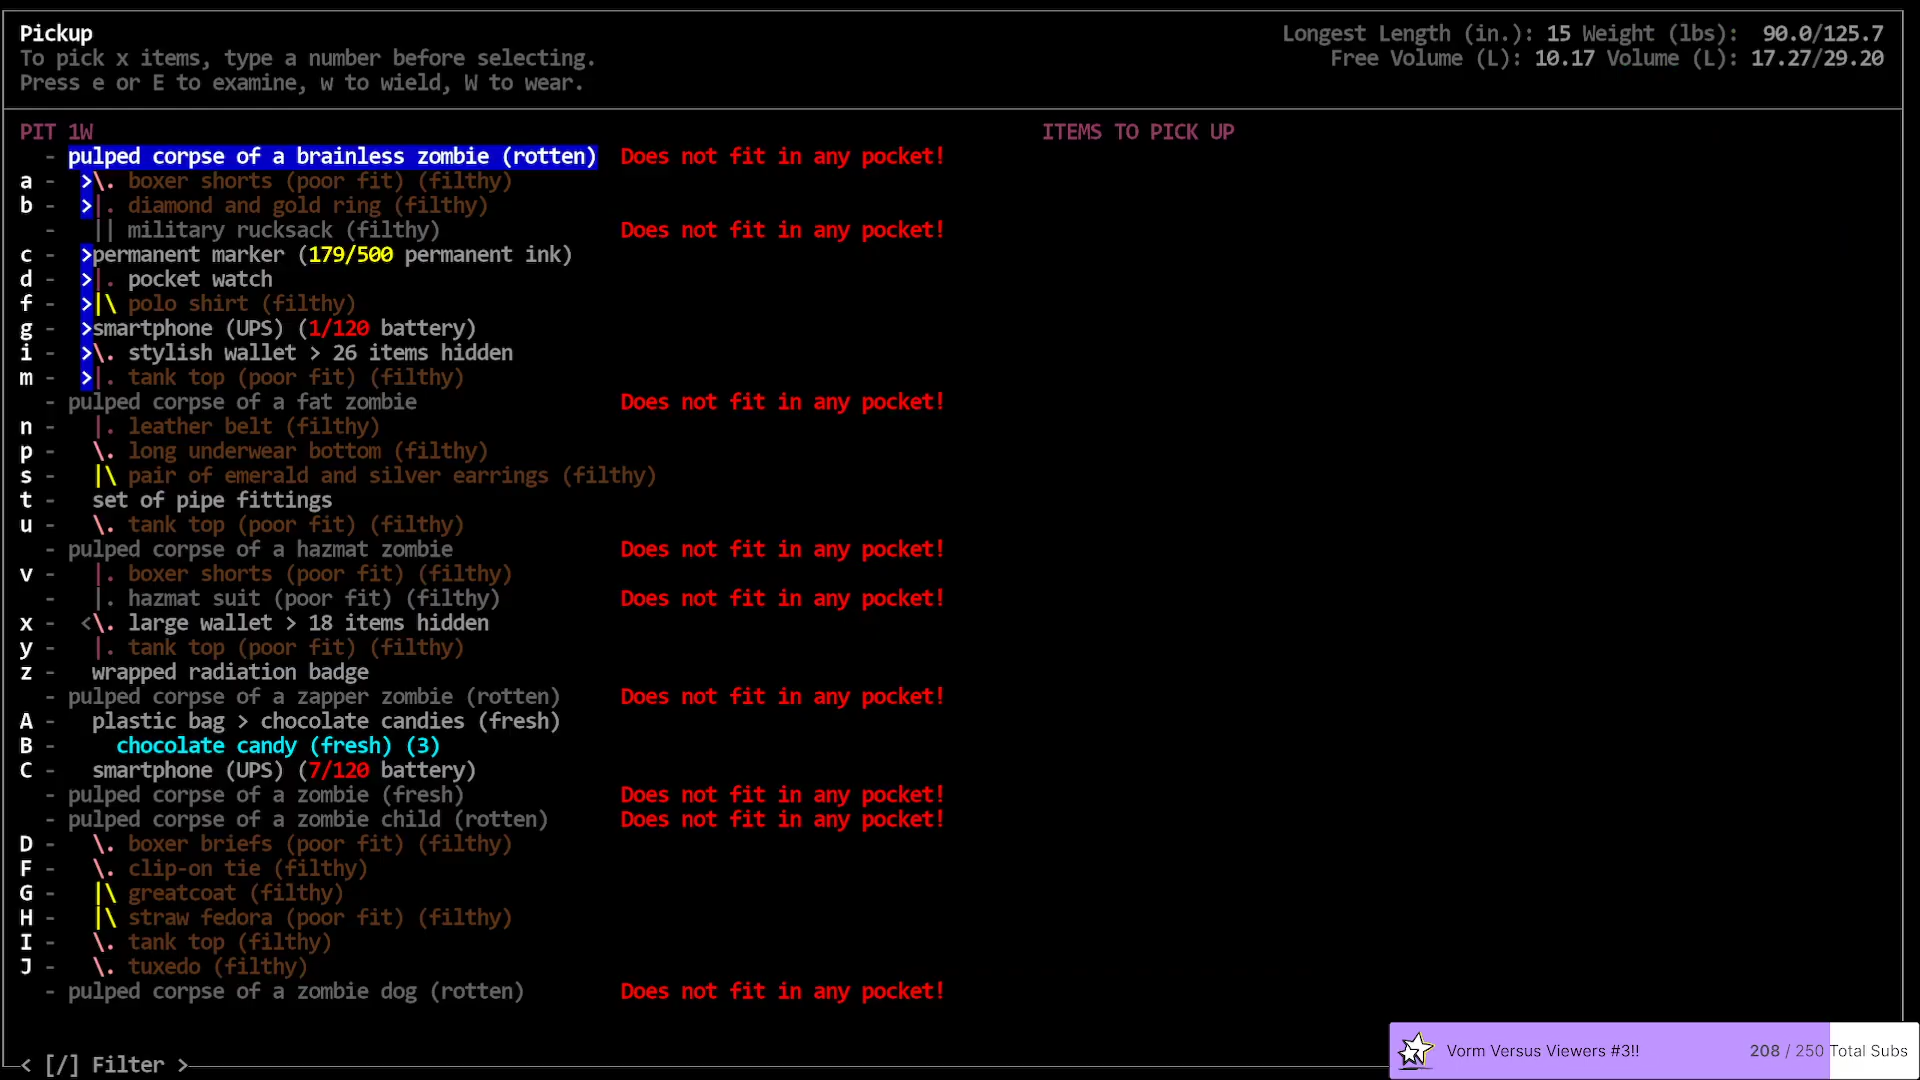 Pickup
To pick x items, type a number before selecting.
Press e or E to examine, w to wield, W to wear.
Longest Length (in.): 15 Weight (lbs): 90.0/125.7
Free Volume (L): 10.17 Volume (L): 17.27/29.20
PIT 1W
ITEMS TO PICK UP
- pulped corpse of a brainless zombie (rotten) Does not fit in any pocket!
a - >\. boxer shorts (poor fit) (filthy)
b - >|. diamond and gold ring (filthy)
- || military rucksack (filthy) Does not fit in any pocket!
c - >permanent marker (179/500 permanent ink)
d - >|. pocket watch
f - >|\ polo shirt (filthy)
g - >smartphone (UPS) (1/120 battery)
i - >\. stylish wallet > 26 items hidden
m - >|. tank top (poor fit) (filthy)
- pulped corpse of a fat zombie Does not fit in any pocket!
n - |. leather belt (filthy)
p - \. long underwear bottom (filthy)
s - |\ pair of emerald and silver earrings (filthy)
t - set of pipe fittings
u - \. tank top (poor fit) (filthy)
- pulped corpse of a hazmat zombie Does not fit in any pocket!
v - |. boxer shorts (poor fit) (filthy)
- |. hazmat suit (poor fit) (filthy) Does not fit in any pocket!
x - <\. large wallet > 18 items hidden
y - |. tank top (poor fit) (filthy)
z - wrapped radiation badge
- pulped corpse of a zapper zombie (rotten) Does not fit in any pocket!
A - plastic bag > chocolate candies (fresh)
B - chocolate candy (fresh) (3)
C - smartphone (UPS) (7/120 battery)
- pulped corpse of a zombie (fresh) Does not fit in any pocket!
- pulped corpse of a zombie child (rotten) Does not fit in any pocket!
D - \. boxer briefs (poor fit) (filthy)
F - \. clip-on tie (filthy)
G - |\ greatcoat (filthy)
H - |\ straw fedora (poor fit) (filthy)
I - \. tank top (filthy)
J - \. tuxedo (filthy)
- pulped corpse of a zombie dog (rotten) Does not fit in any pocket!
< [/] Filter >
Vorm Versus Viewers #3!! 208 / 250 Total Subs